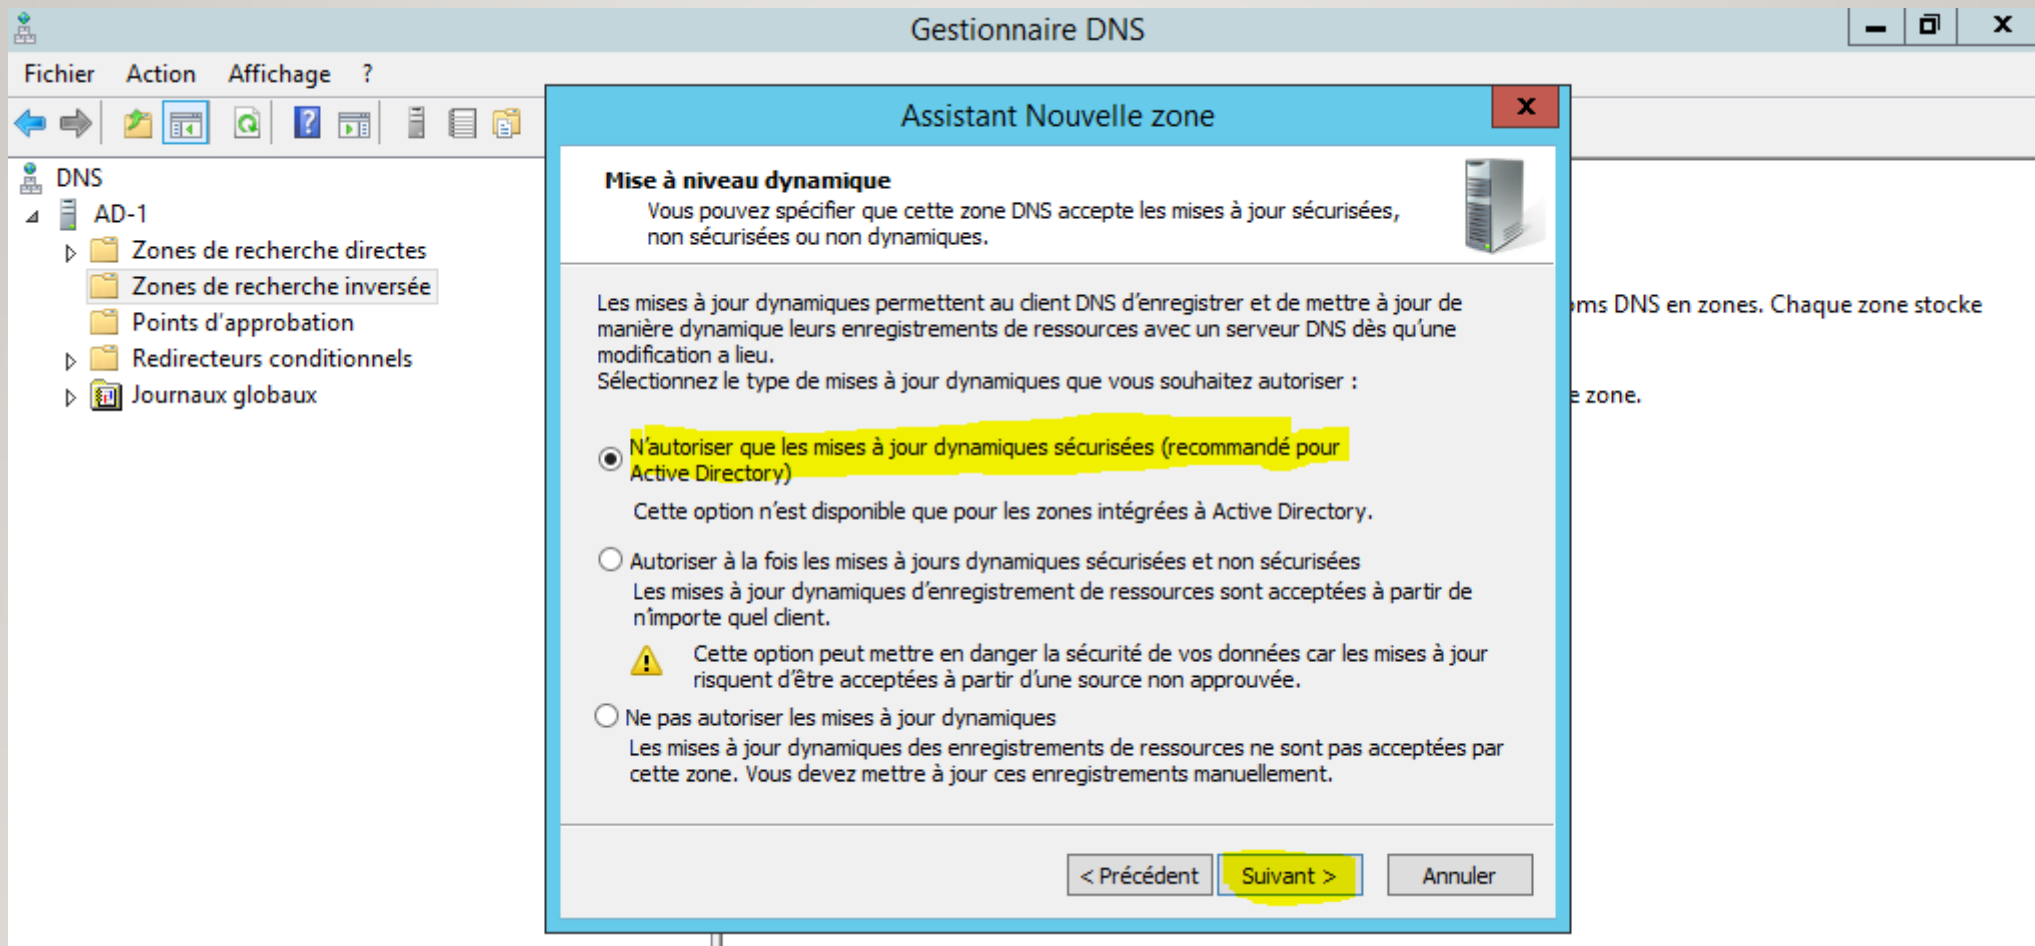 Gestionnaire DNS
Fichier Action Affichage ?
DNS
AD-1
Zones de recherche directes
Zones de recherche inversée
Points d'approbation
Redirecteurs conditionnels
Journaux globaux
Assistant Nouvelle zone
x
Mise à niveau dynamique
Vous pouvez spécifier que cette zone DNS accepte les mises à jour sécurisées,
non sécurisées ou non dynamiques.
Les mises à jour dynamiques permettent au client DNS d'enregistrer et de mettre à jour de
manière dynamique leurs enregistrements de ressources avec un serveur DNS dès qu'une
modification a lieu.
Sélectionnez le type de mises à jour dynamiques que vous souhaitez autoriser :
N'autoriser que les mises à jour dynamiques sécurisées (recommandé pour
Active Directory)
Cette option n'est disponible que pour les zones intégrées à Active Directory.
Autoriser à la fois les mises à jours dynamiques sécurisées et non sécurisées
Les mises à jour dynamiques d'enregistrement de ressources sont acceptées à partir de
n'importe quel client.
Cette option peut mettre en danger la sécurité de vos données car les mises à jour
risquent d'être acceptées à partir d'une source non approuvée.
Ne pas autoriser les mises à jour dynamiques
Les mises à jour dynamiques des enregistrements de ressources ne sont pas acceptées par
cette zone. Vous devez mettre à jour ces enregistrements manuellement.
< Précédent Suivant > Annuler
DNS en zones. Chaque zone stocke
zone.